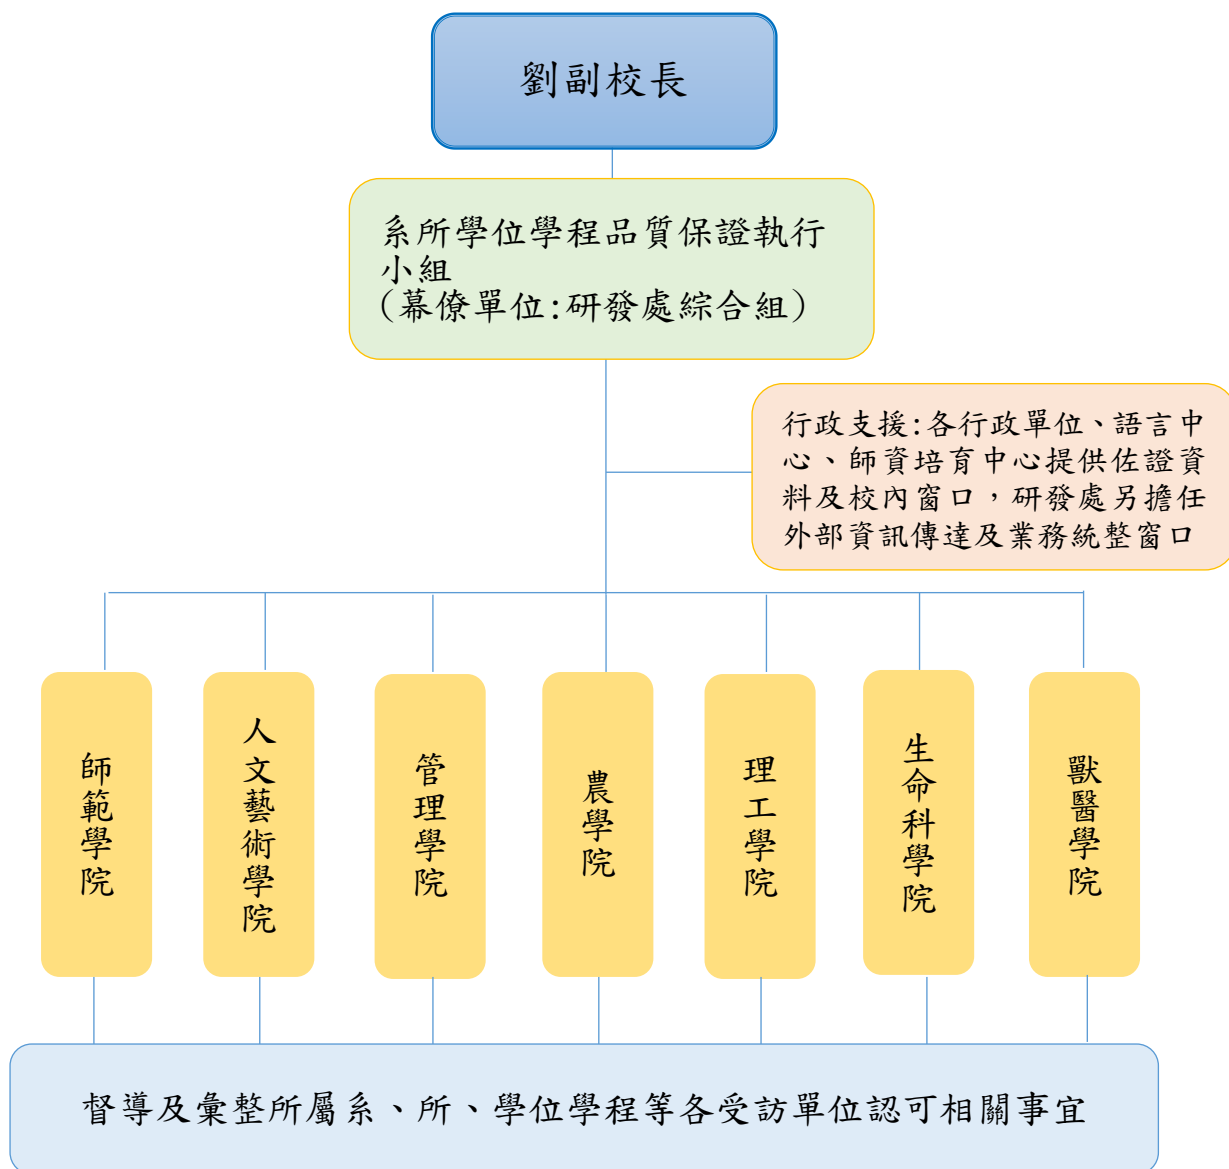 劉副校長
系所學位學程品質保證執行
小組
(幕僚單位:研發處綜合組)
行政支援:各行政單位、語言中
心、師資培育中心提供佐證資
料及校內窗口,研發處另擔任
外部資訊傳達及業務統整窗口
師範學院
人文藝術學院
管理學院
農學院
理工學院
生命科學院
獸醫學院
督導及彙整所屬系、所、學位學程等各受訪單位認可相關事宜